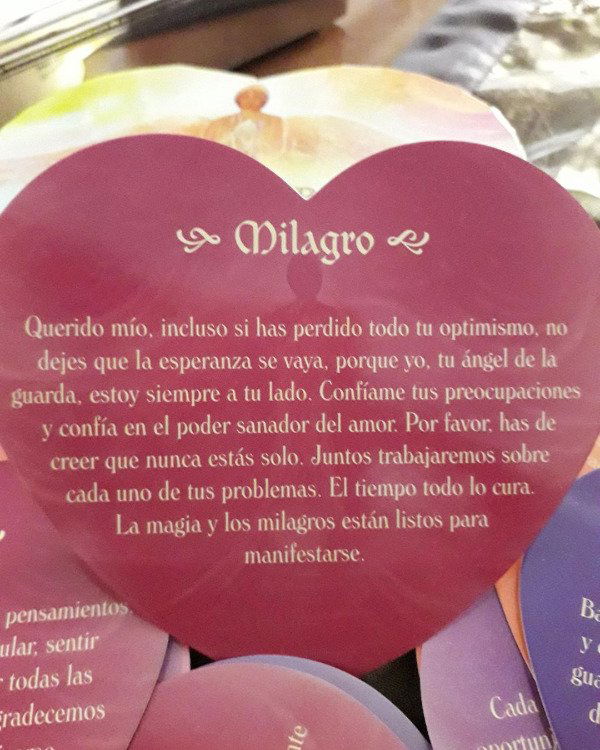 Milagro
Querido mío, incluso si has perdido todo tu optimismo, no
dejes que la esperanza se vaya, porque yo, tu ángel de la
guarda, estoy siempre a tu lado. Confíame tus preocupaciones
y confía en el poder sanador del amor. Por favor, has de
creer que nunca estás solo. Juntos trabajaremos sobre
cada uno de tus problemas. El tiempo todo lo cura.
La magia y los milagros están listos para
manifestarse.
pensamientos
sentir
todas las
Cada
y